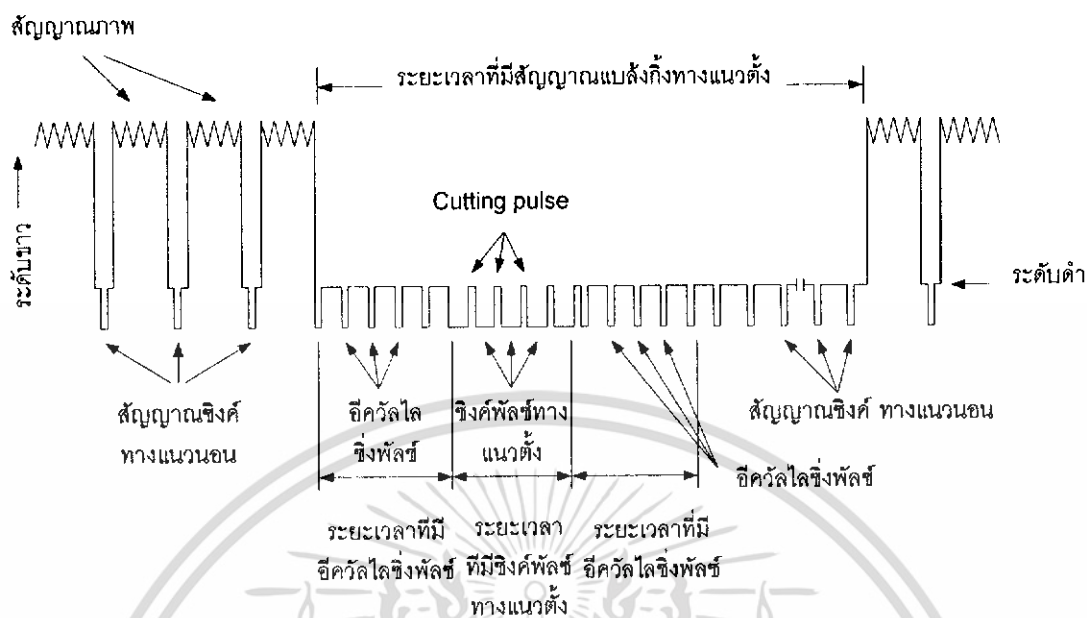 สัญญาณภาพ
ระยะเวลาที่มีสัญญาณแบล้งกิ้งทางแนวตั้ง
Cutting pulse
ระดับขาว
ระดับดำ
สัญญาณซิงค์
ทางแนวนอน
อีควัลไล
ซิ่งพัลซ์
ซิงค์พัลซ์ทาง
แนวตั้ง
สัญญาณซิงค์ ทางแนวนอน
อีควัลไลซิ่งพัลซ์
ระยะเวลาทีมี
อีควัลไลซิ่งพัลซ์
ระยะเวลา
ทีมีซิงค์พัลซ์
ทางแนวตั้ง
ระยะเวลาที่มี
อีควัลไลซิ่งพัลซ์